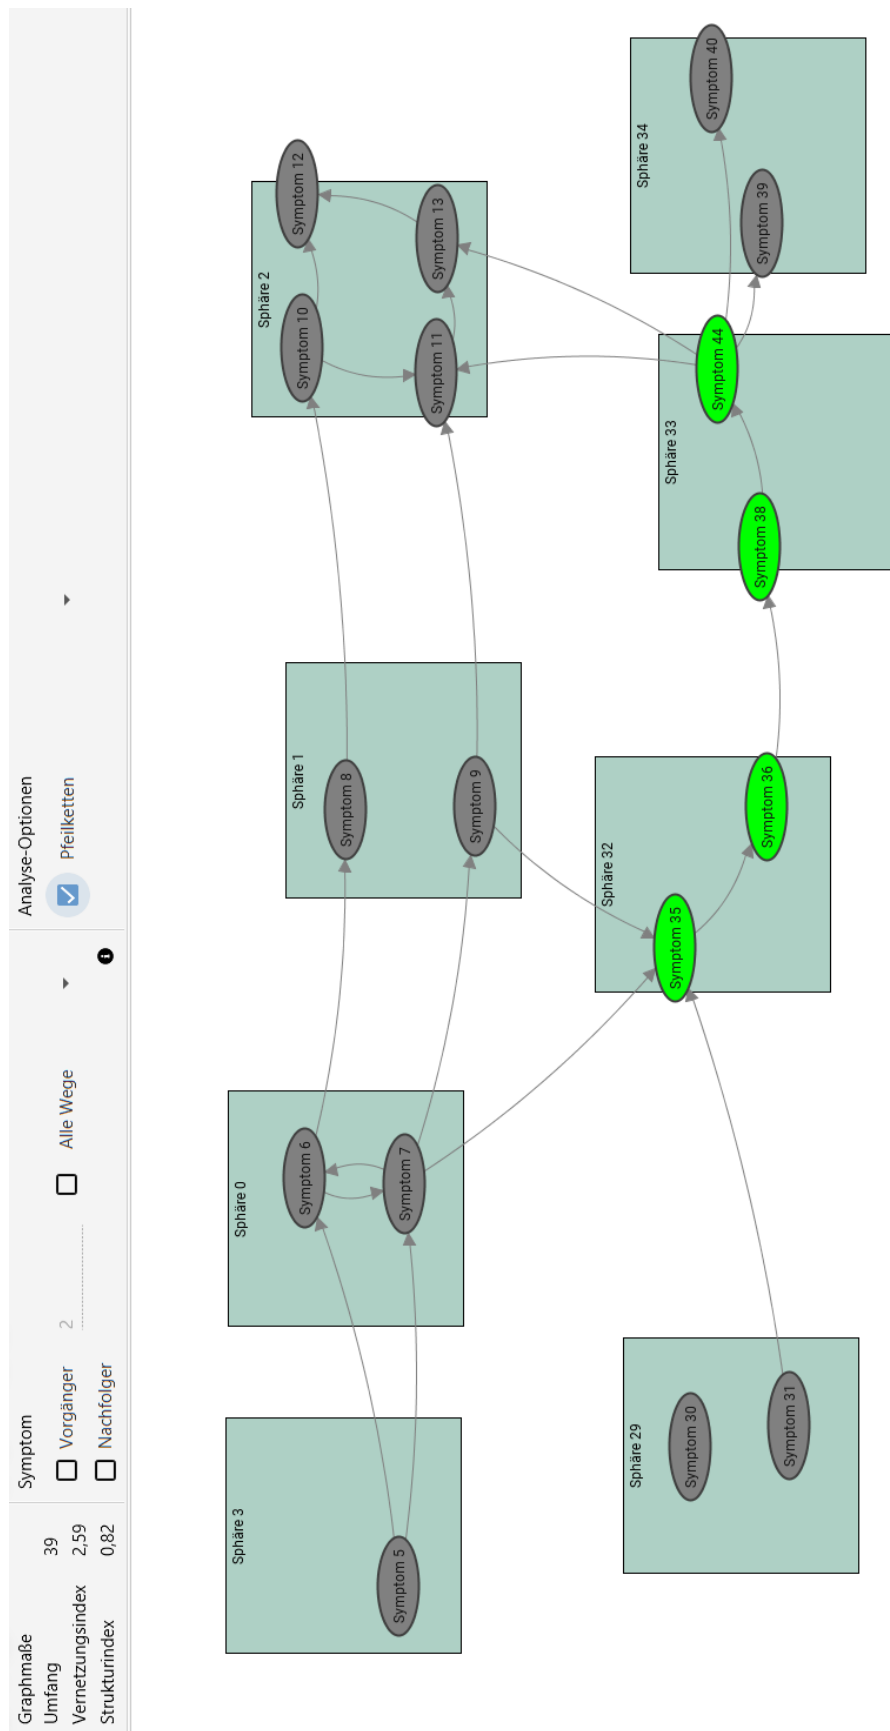 Graphmaße
Umfang 39
Vernetzungsindex 2,59
Strukturindex 0,82
Symptom
Vorgänger 2
Alle Wege
Nachfolger
Analyse-Optionen
Pfeilketten
Sphäre 3
Symptom 5
Sphäre 0
Symptom 6
Symptom 7
Sphäre 1
Symptom 8
Symptom 9
Sphäre 2
Symptom 10
Symptom 12
Symptom 11
Symptom 13
Sphäre 29
Symptom 30
Symptom 31
Sphäre 32
Symptom 35
Symptom 36
Sphäre 33
Symptom 38
Symptom 44
Sphäre 34
Symptom 39
Symptom 40